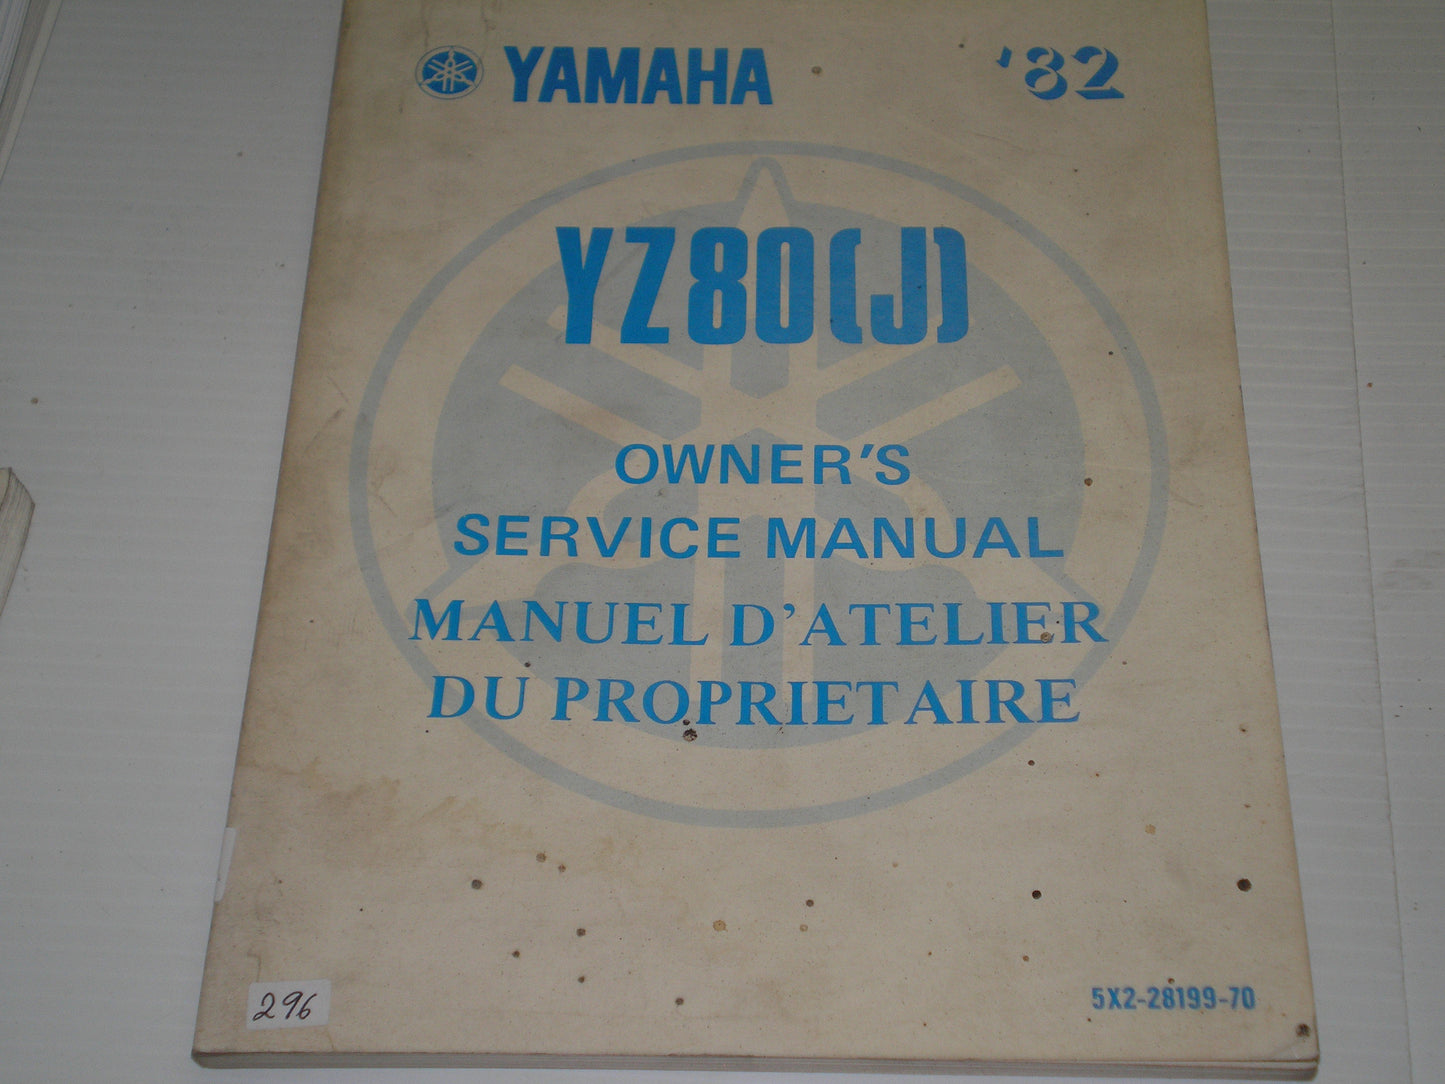 YAMAHA '82
YZ80(J)
OWNER'S
SERVICE MANUAL
MANUEL D'ATELIER
DU PROPRIETAIRE
296
5X2-28199-70